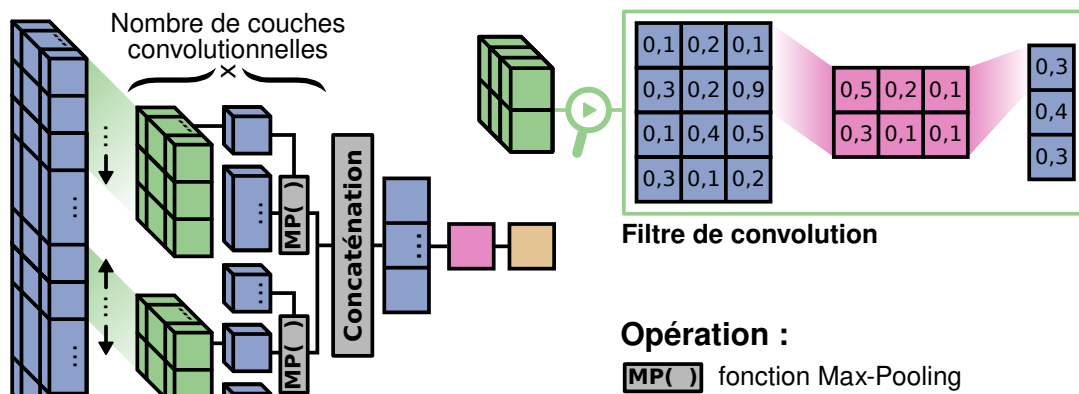 Nombre de couches
convolutionnelles
×
...
...
...
...
...
...
...
...
MP( )
MP( )
Concaténation
...
0,1 0,2 0,1
0,3 0,2 0,9
0,1 0,4 0,5
0,3 0,1 0,2
0,5 0,2 0,1
0,3 0,1 0,1
0,3
0,4
0,3
Filtre de convolution
Opération :
MP( ) fonction Max-Pooling